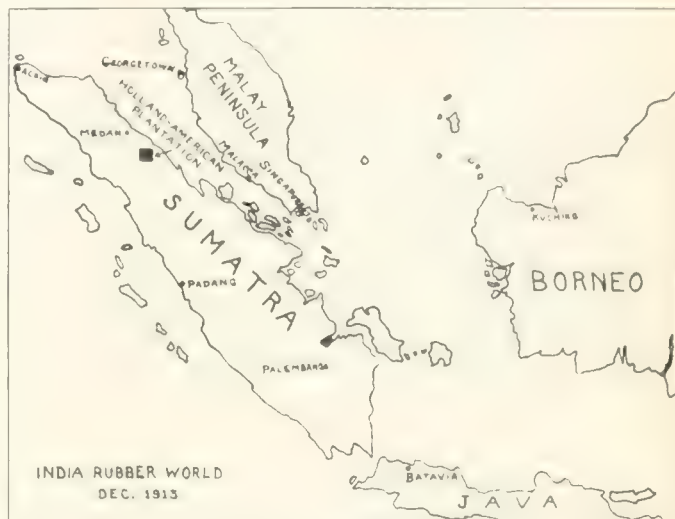 GEORGETOWN
MALAY
PENINSULA
HOLLAND-AMERICAN
PLANTATION
MEDAN
MALACCA
SINGAPORE
SUMATRA
BORNEO
PADANG
PALEMBANG
INDIA RUBBER WORLD
DEC. 1913
BATAVIA
JAVA